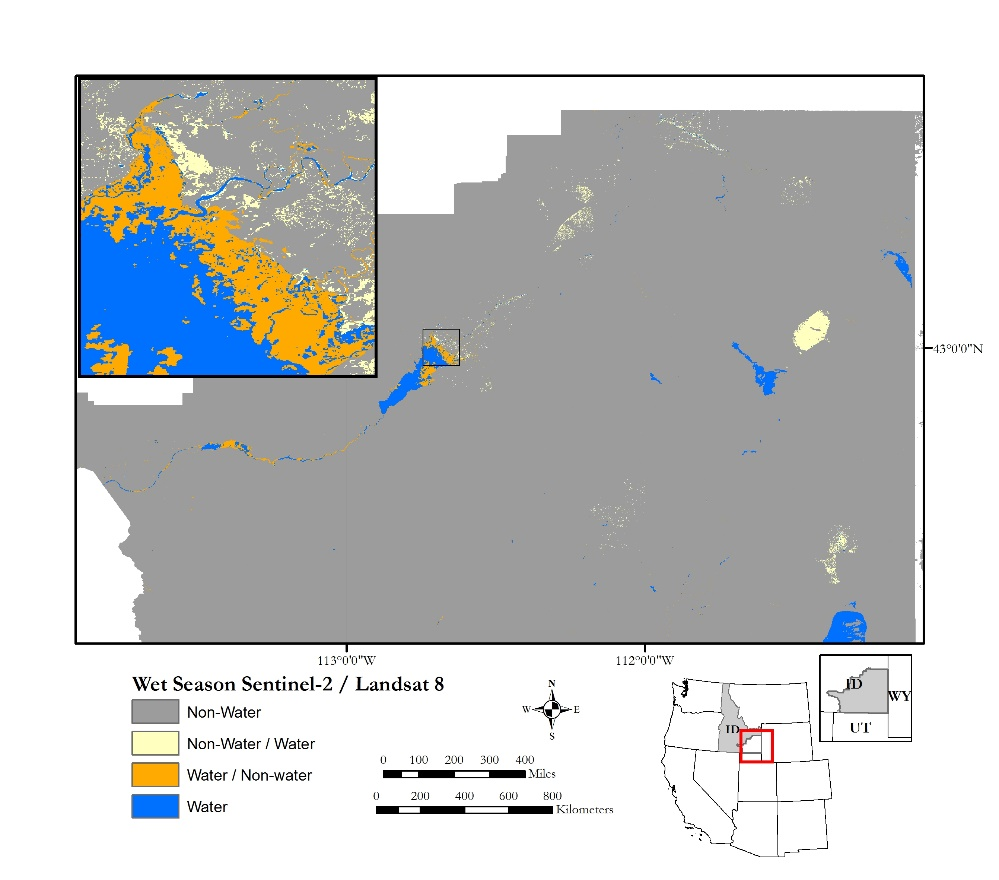 43°0'0"N
113°0'0"W
112°0'0"W
Wet Season Sentinel-2 / Landsat 8
Non-Water
Non-Water / Water
Water / Non-water
Water
N
W
E
S
0 100 200 300 400
Miles
0 200 400 600 800
Kilometers
ID
ID
WY
UT